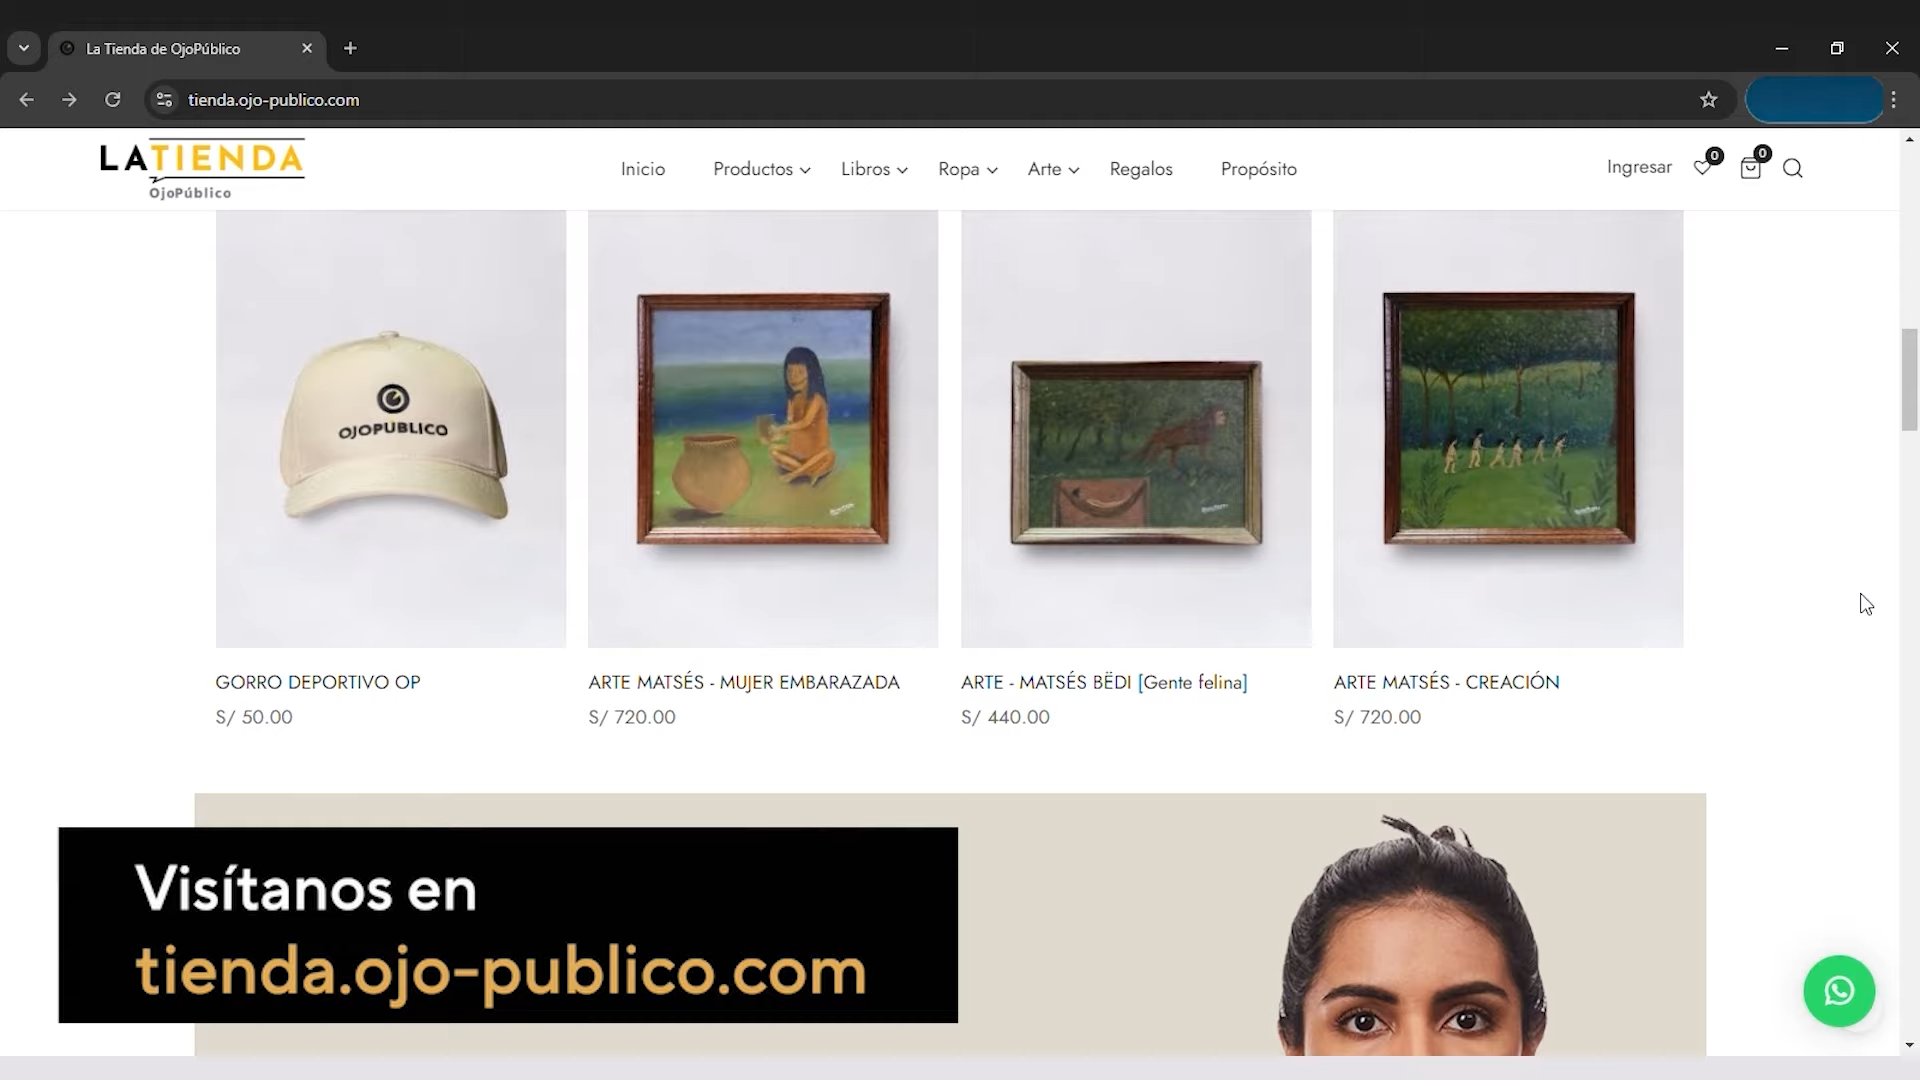 La Tienda de OjoPúblico
tienda.ojo-publico.com
LATIENDA
OjoPúblico
Inicio
Productos
Libros
Ropa
Arte
Regalos
Propósito
Ingresar
0
0
OJOPUBLICO
GORRO DEPORTIVO OP
S/ 50.00
ARTE MATSÉS - MUJER EMBARAZADA
S/ 720.00
ARTE - MATSÉS BËDI [Gente felina]
S/ 440.00
ARTE MATSÉS - CREACIÓN
S/ 720.00
Visítanos en
tienda.ojo-publico.com